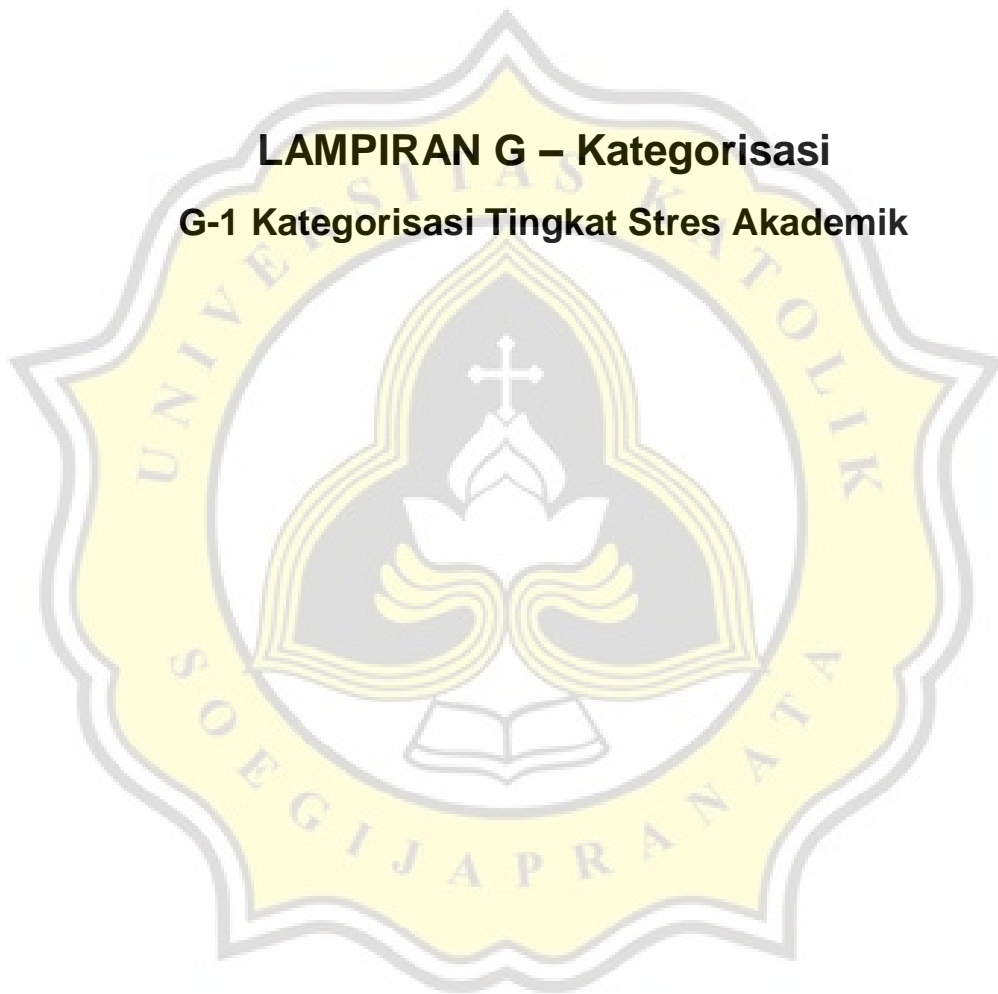 LAMPIRAN G – Kategorisasi
G-1 Kategorisasi Tingkat Stres Akademik
UNIVERSITAS KATOLIK
SOEGIJAPRANATA